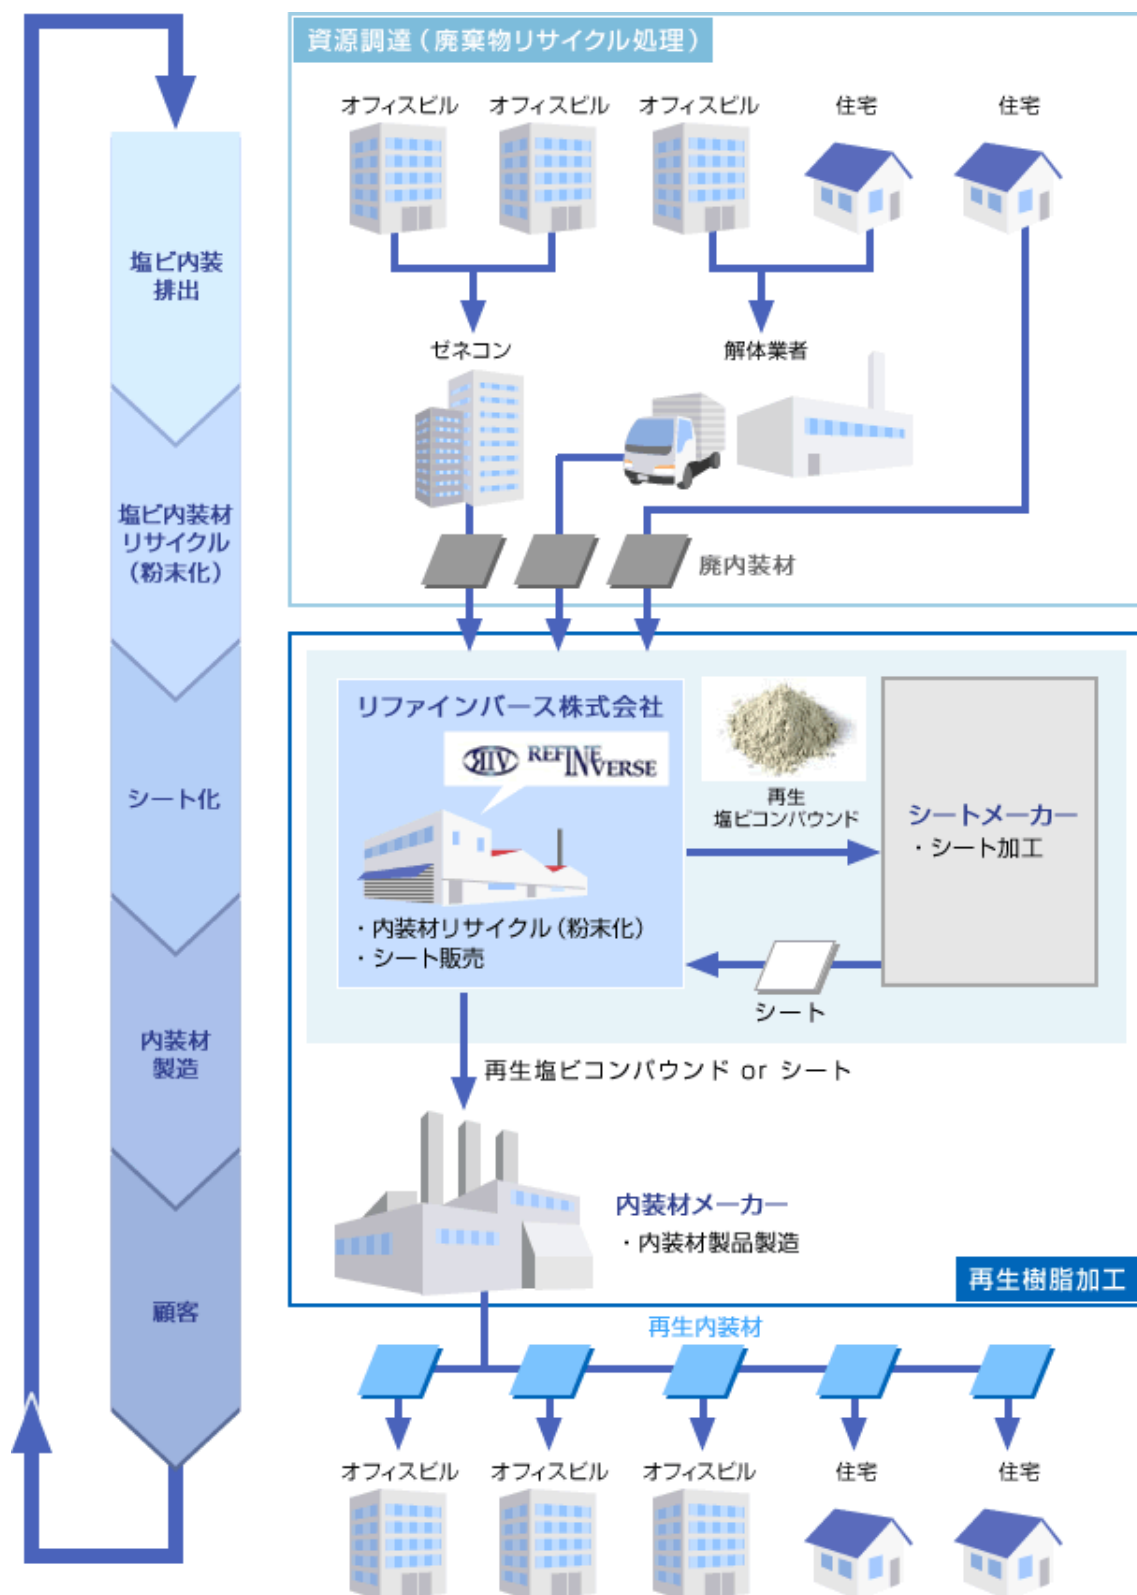 資源調達（廃棄物リサイクル処理）
オフィスビル
オフィスビル
オフィスビル
住宅
住宅
ゼネコン
解体業者
廃内装材
塩ビ内装
排出
塩ビ内装材
リサイクル
（粉末化）
シート化
内装材
製造
顧客
リファインバース株式会社
RIV REFINE INVERSE
・内装材リサイクル（粉末化）
・シート販売
再生
塩ビコンパウンド
シートメーカー
・シート加工
シート
再生塩ビコンパウンド or シート
内装材メーカー
・内装材製品製造
再生樹脂加工
再生内装材
オフィスビル
オフィスビル
オフィスビル
住宅
住宅